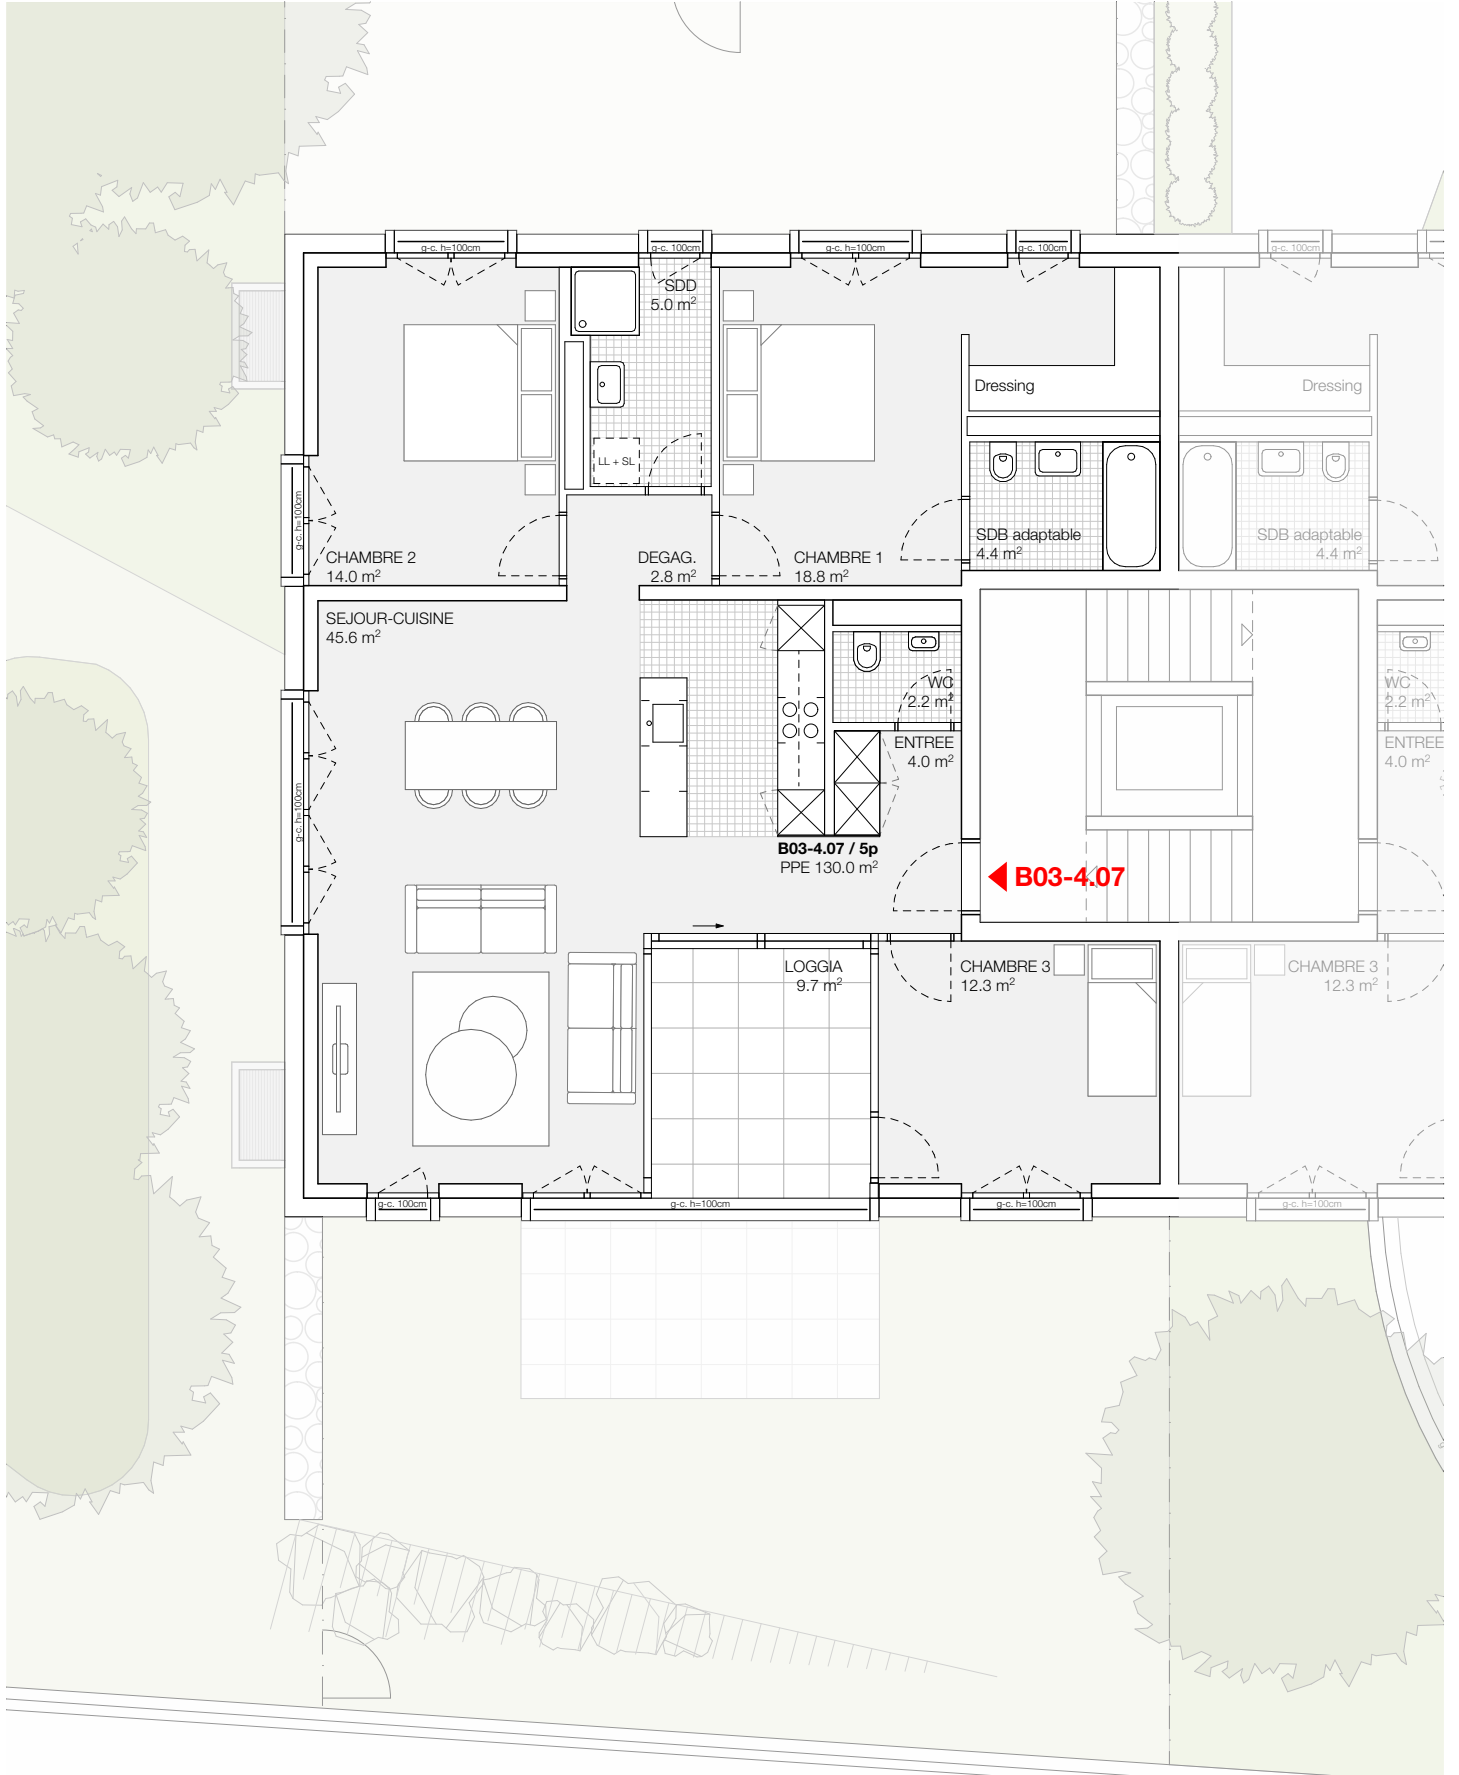 g-c. h=100cm
g-c. 100cm
g-c. h=100cm
g-c. 100cm
g-c. 100cm
SDD
5.0 m²
Dressing
Dressing
LL + SL
g-c. h=100cm
CHAMBRE 2
14.0 m²
DEGAG.
2.8 m²
CHAMBRE 1
18.8 m²
SDB adaptable
4.4 m²
SDB adaptable
4.4 m²
SEJOUR-CUISINE
45.6 m²
WC
2.2 m²
WC
2.2 m²
ENTREE
4.0 m²
ENTREE
4.0 m²
g-c. h=100cm
B03-4.07 / 5p
PPE 130.0 m²
B03-4.07
LOGGIA
9.7 m²
CHAMBRE 3
12.3 m²
CHAMBRE 3
12.3 m²
g-c. 100cm
g-c. h=100cm
g-c. h=100cm
g-c. h=100cm